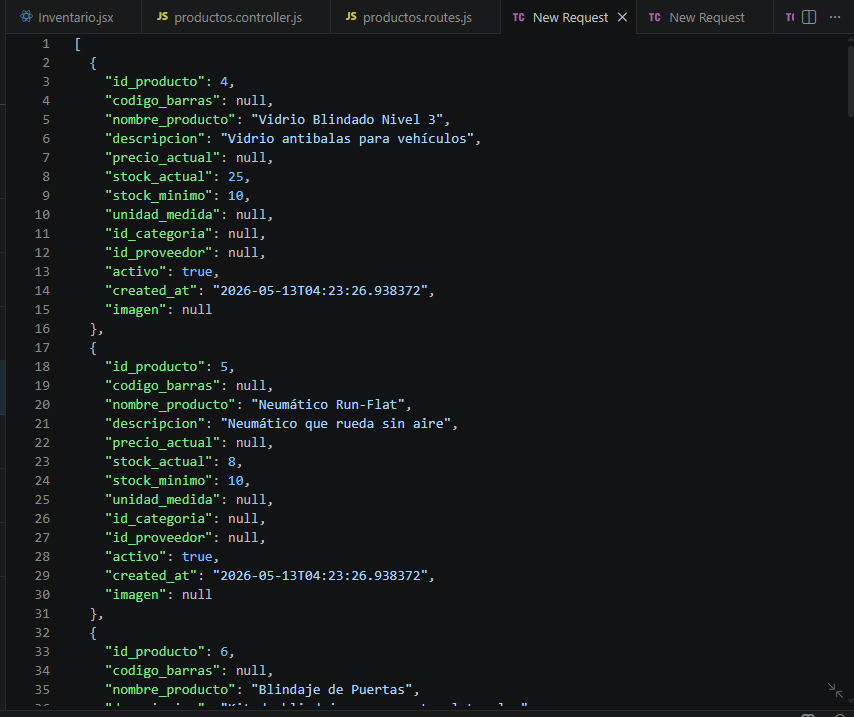 Inventario.jsx JS productos.controller.js JS productos.routes.js TC New Request TC New Request
1 [
2 {
3 "id_producto": 4,
4 "codigo_barras": null,
5 "nombre_producto": "Vidrio Blindado Nivel 3",
6 "descripcion": "Vidrio antibalas para vehículos",
7 "precio_actual": null,
8 "stock_actual": 25,
9 "stock_minimo": 10,
10 "unidad_medida": null,
11 "id_categoria": null,
12 "id_proveedor": null,
13 "activo": true,
14 "created_at": "2026-05-13T04:23:26.938372",
15 "imagen": null
16 },
17 {
18 "id_producto": 5,
19 "codigo_barras": null,
20 "nombre_producto": "Neumático Run-Flat",
21 "descripcion": "Neumático que rueda sin aire",
22 "precio_actual": null,
23 "stock_actual": 8,
24 "stock_minimo": 10,
25 "unidad_medida": null,
26 "id_categoria": null,
27 "id_proveedor": null,
28 "activo": true,
29 "created_at": "2026-05-13T04:23:26.938372",
30 "imagen": null
31 },
32 {
33 "id_producto": 6,
34 "codigo_barras": null,
35 "nombre_producto": "Blindaje de Puertas",